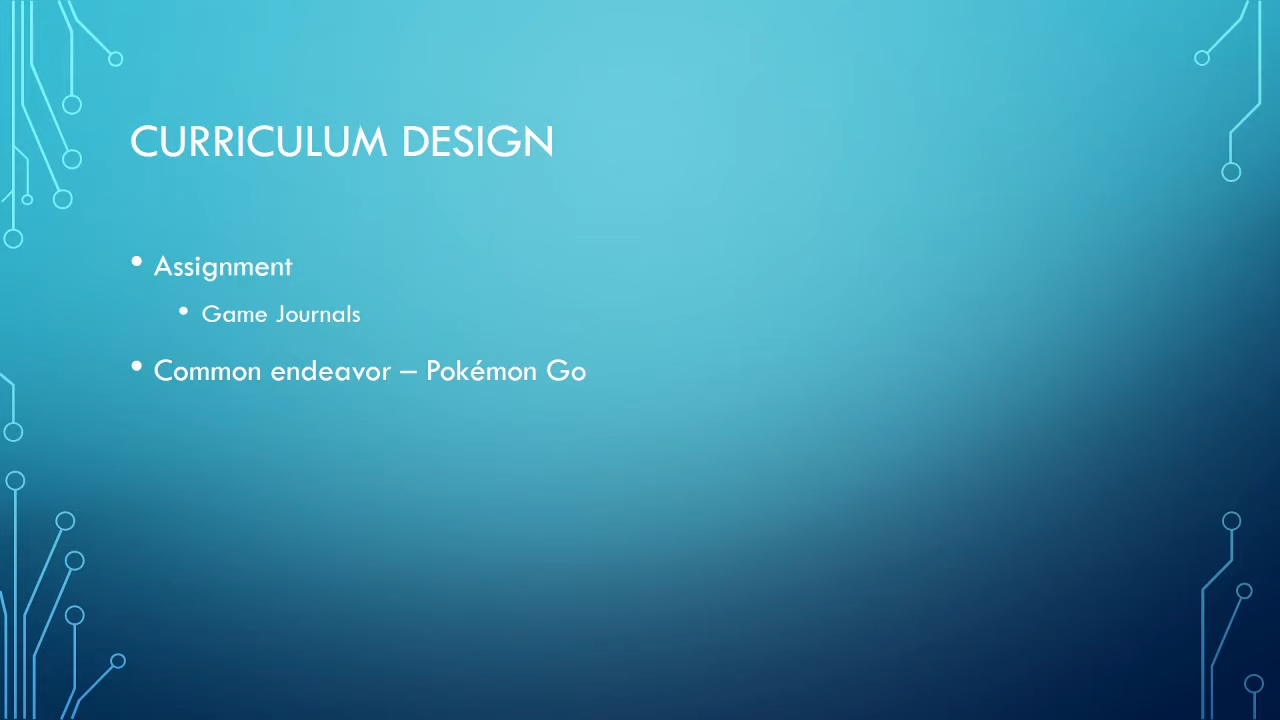 CURRICULUM DESIGN
• Assignment
• Game Journals
• Common endeavor – Pokémon Go